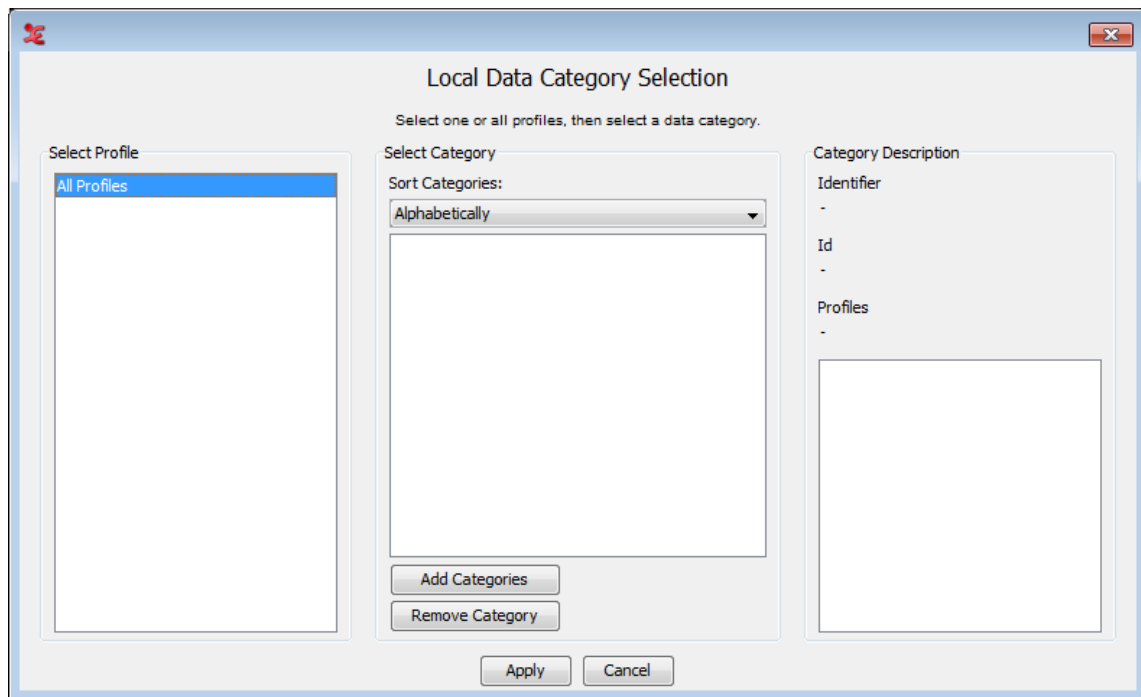 Local Data Category Selection
Select one or all profiles, then select a data category.
Select Profile
All Profiles
Select Category
Sort Categories:
Alphabetically
Add Categories
Remove Category
Category Description
Identifier
-
Id
-
Profiles
-
Apply
Cancel